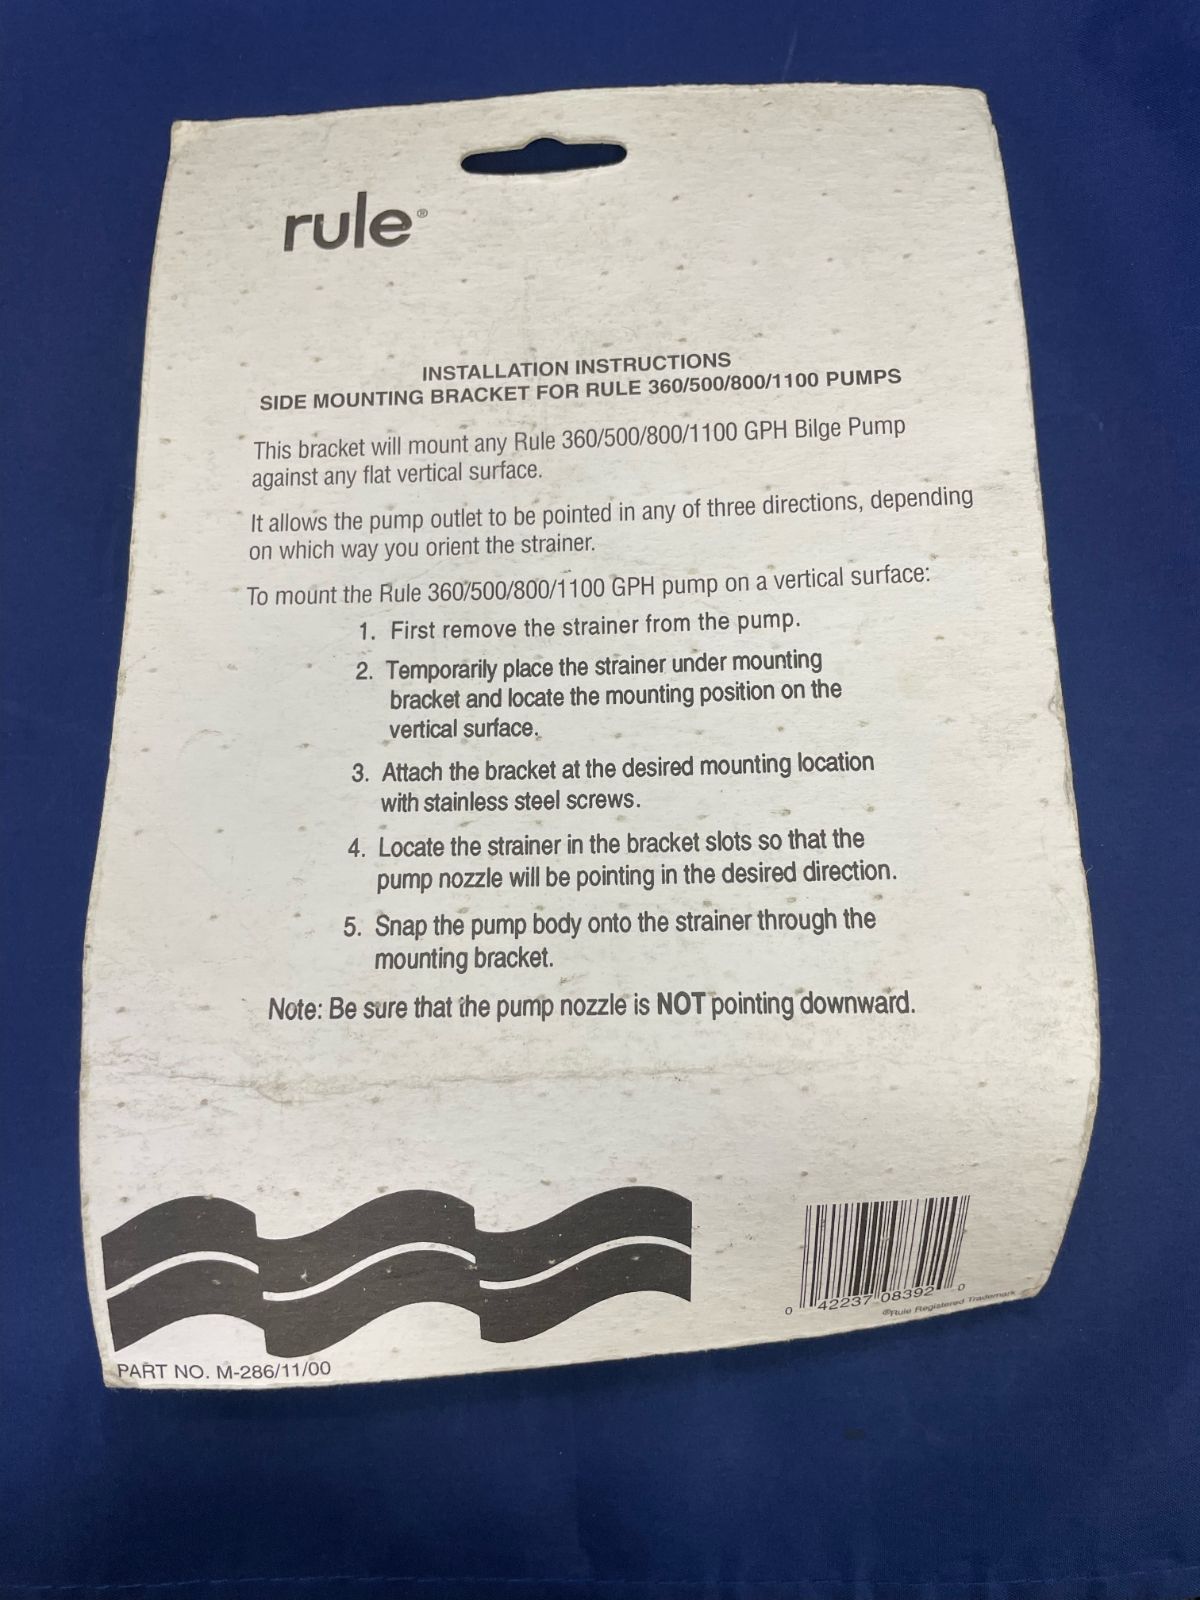 rule®
INSTALLATION INSTRUCTIONS
SIDE MOUNTING BRACKET FOR RULE 360/500/800/1100 PUMPS
This bracket will mount any Rule 360/500/800/1100 GPH Bilge Pump
against any flat vertical surface.
It allows the pump outlet to be pointed in any of three directions, depending
on which way you orient the strainer.
To mount the Rule 360/500/800/1100 GPH pump on a vertical surface:
1. First remove the strainer from the pump.
2. Temporarily place the strainer under mounting
bracket and locate the mounting position on the
vertical surface.
3. Attach the bracket at the desired mounting location
with stainless steel screws.
4. Locate the strainer in the bracket slots so that the
pump nozzle will be pointing in the desired direction.
5. Snap the pump body onto the strainer through the
mounting bracket.
Note: Be sure that the pump nozzle is NOT pointing downward.
0 42237 08392 0
®Rule Registered Trademark
PART NO. M-286/11/00